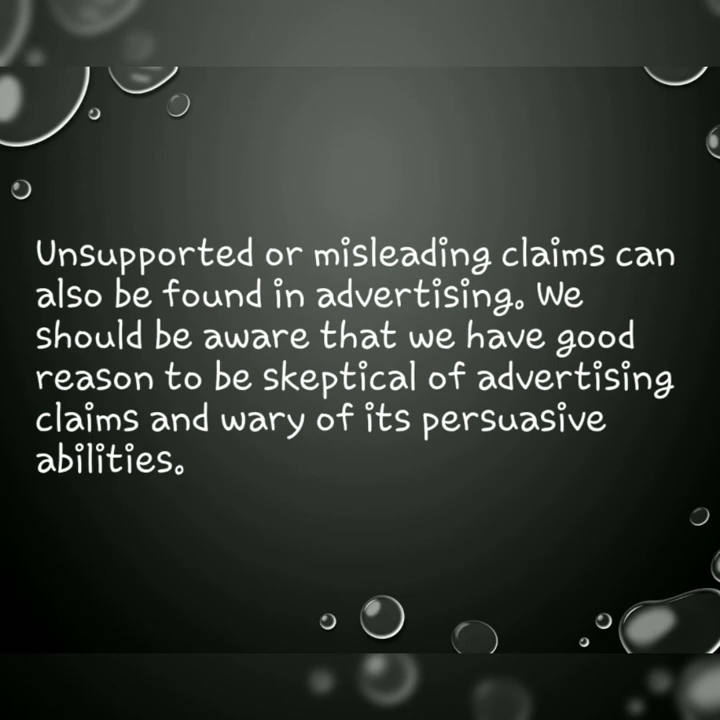 Unsupported or misleading claims can
also be found in advertising. We
should be aware that we have good
reason to be skeptical of advertising
claims and wary of its persuasive
abilities.